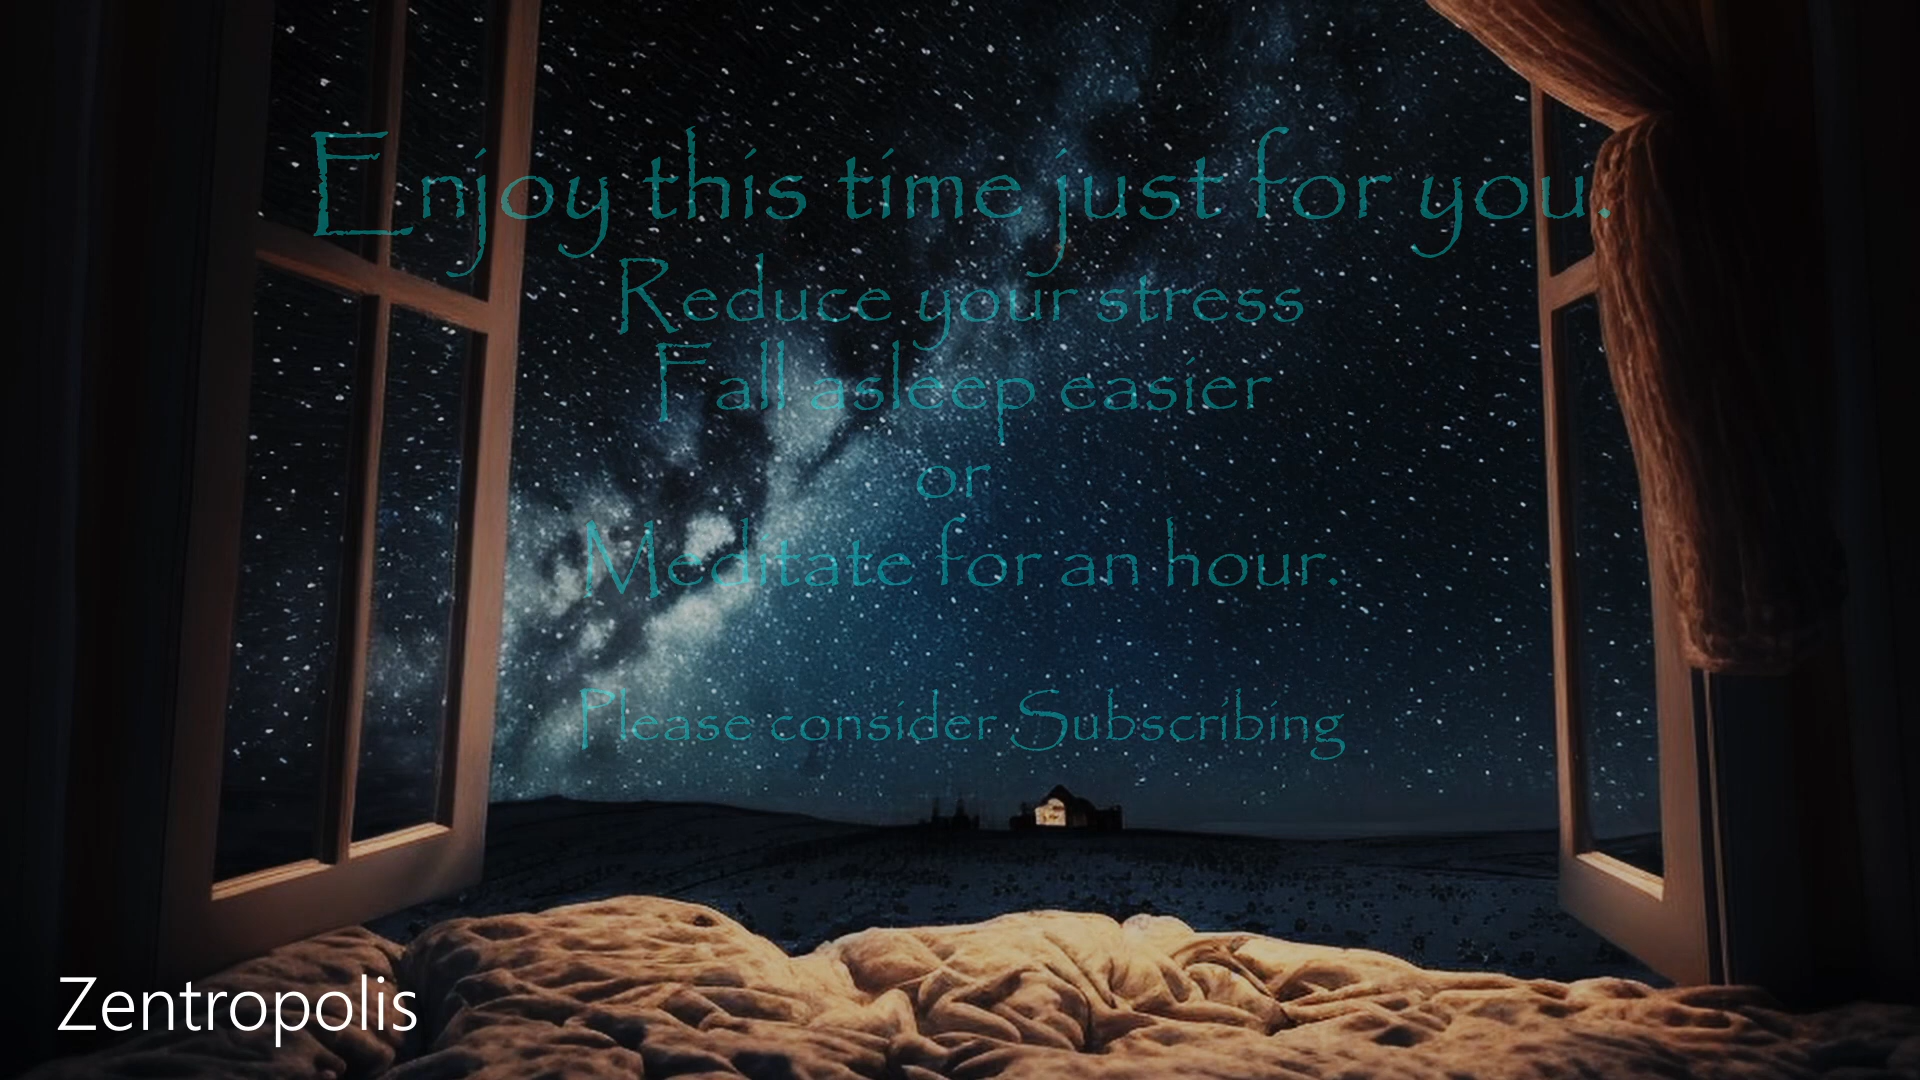 Enjoy this time just for you.
Reduce your stress
Fall asleep easier
or
Meditate for an hour.
Please consider Subscribing
Zentropolis